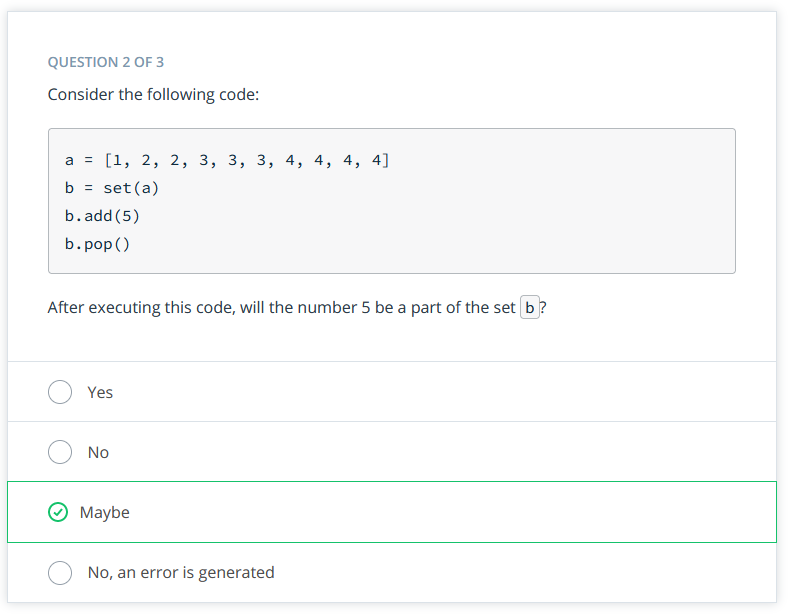 QUESTION 2 OF 3
Consider the following code:
a = [1, 2, 2, 3, 3, 3, 4, 4, 4, 4]
b = set(a)
b.add(5)
b.pop()
After executing this code, will the number 5 be a part of the set b?
Yes
No
Maybe
No, an error is generated